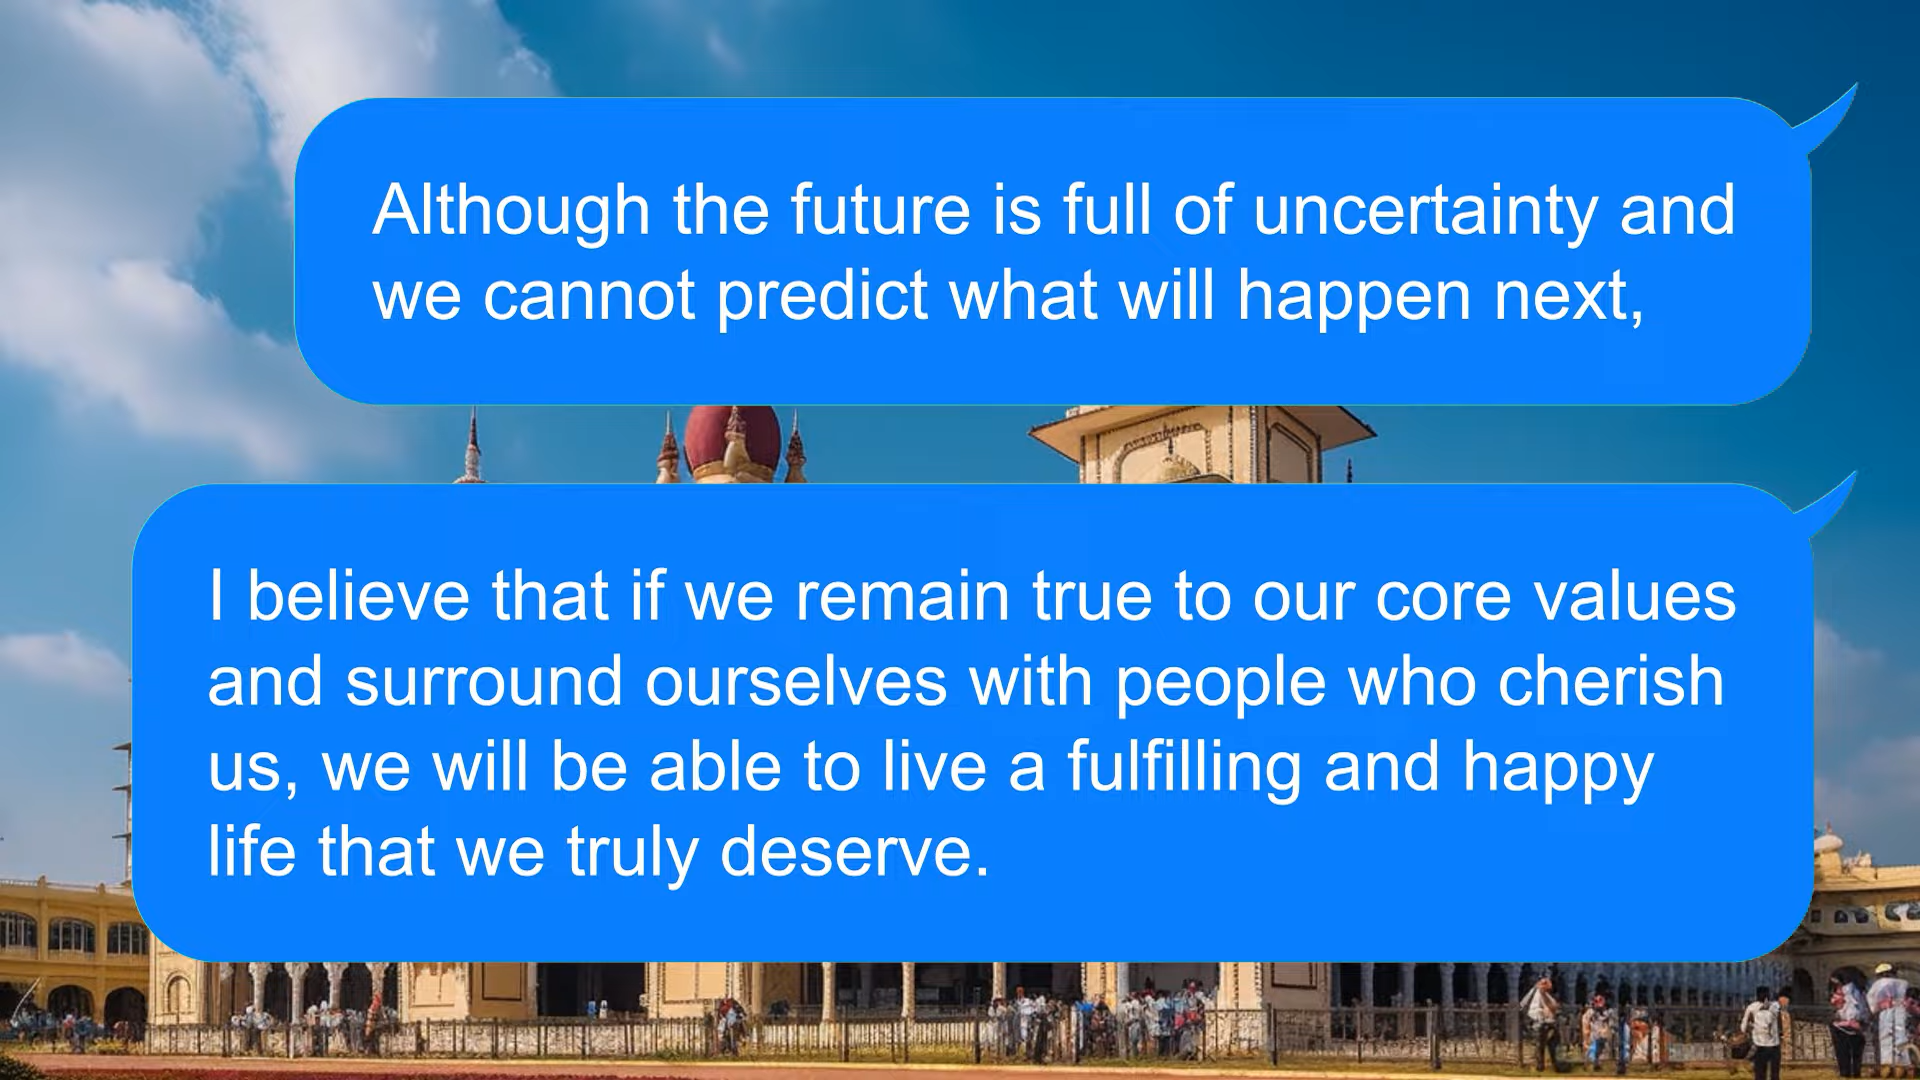 Although the future is full of uncertainty and
we cannot predict what will happen next,
I believe that if we remain true to our core values
and surround ourselves with people who cherish
us, we will be able to live a fulfilling and happy
life that we truly deserve.